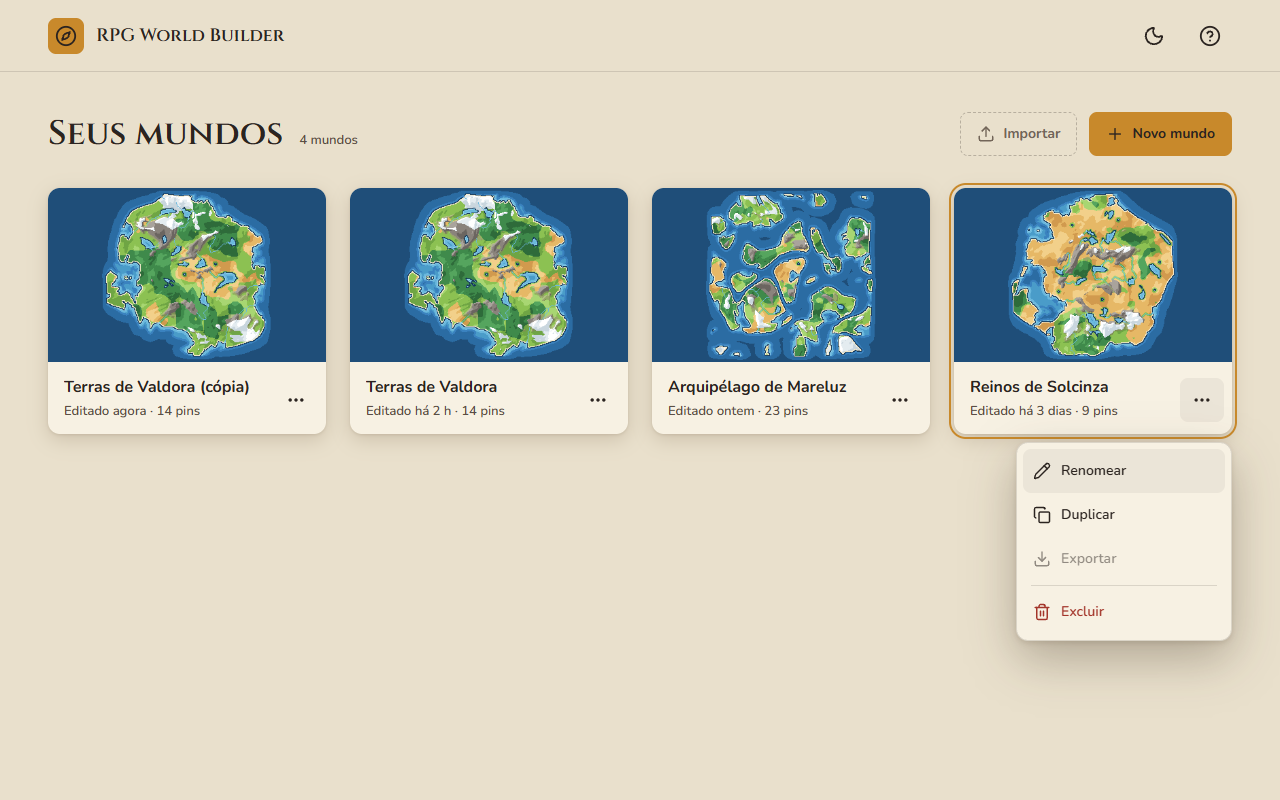 RPG World Builder
Seus mundos
4 mundos
Importar
Novo mundo
Terras de Valdora (cópia)
Editado agora · 14 pins
Terras de Valdora
Editado há 2 h · 14 pins
Arquipélago de Mareluz
Editado ontem · 23 pins
Reinos de Solcinza
Editado há 3 dias · 9 pins
Renomear
Duplicar
Exportar
Excluir